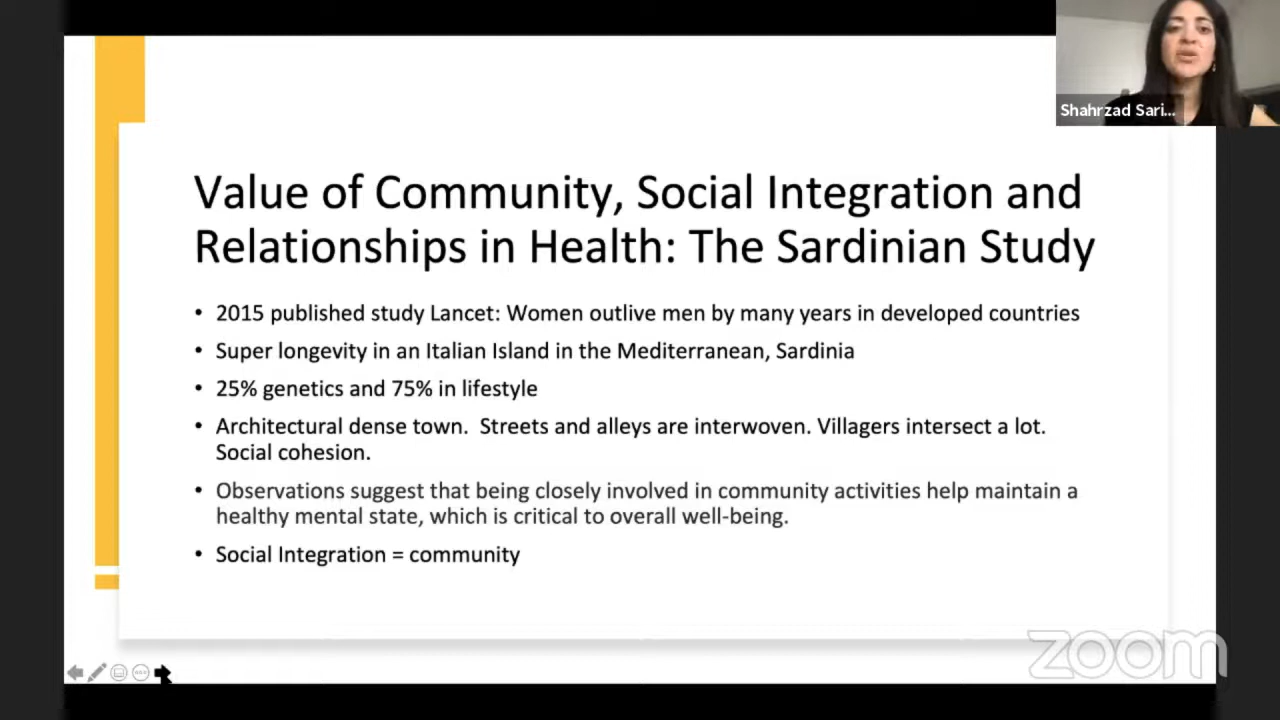 Shahrzad Sari...
Value of Community, Social Integration and
Relationships in Health: The Sardinian Study
• 2015 published study Lancet: Women outlive men by many years in developed countries
• Super longevity in an Italian Island in the Mediterranean, Sardinia
• 25% genetics and 75% in lifestyle
• Architectural dense town.  Streets and alleys are interwoven. Villagers intersect a lot.
Social cohesion.
• Observations suggest that being closely involved in community activities help maintain a
healthy mental state, which is critical to overall well-being.
• Social Integration = community
zoom